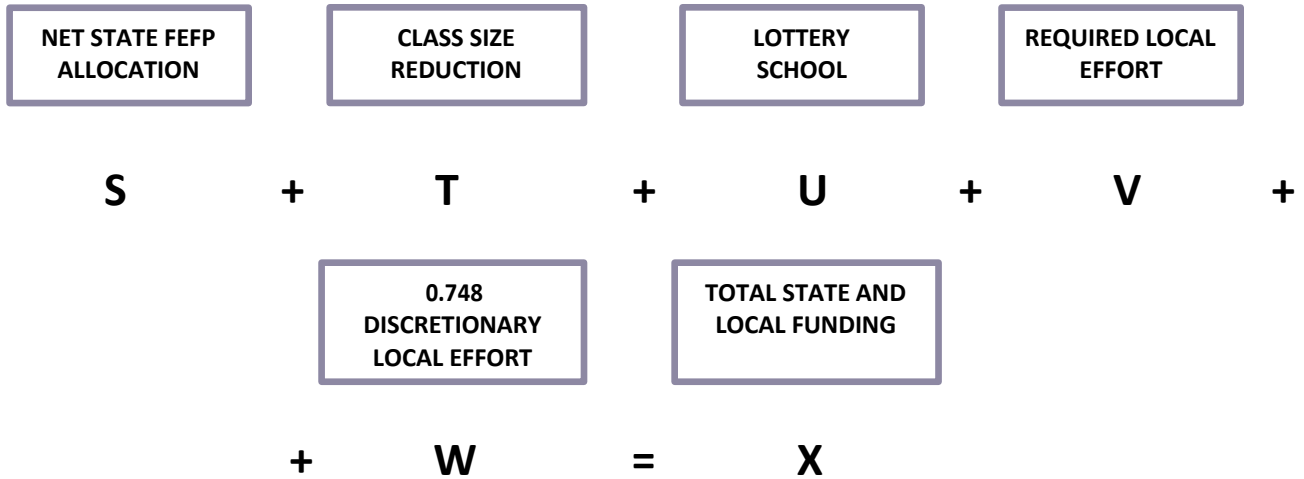 NET STATE FEFP
ALLOCATION
CLASS SIZE
REDUCTION
LOTTERY
SCHOOL
REQUIRED LOCAL
EFFORT
S + T + U + V +
0.748
DISCRETIONARY
LOCAL EFFORT
TOTAL STATE AND
LOCAL FUNDING
+ W = X